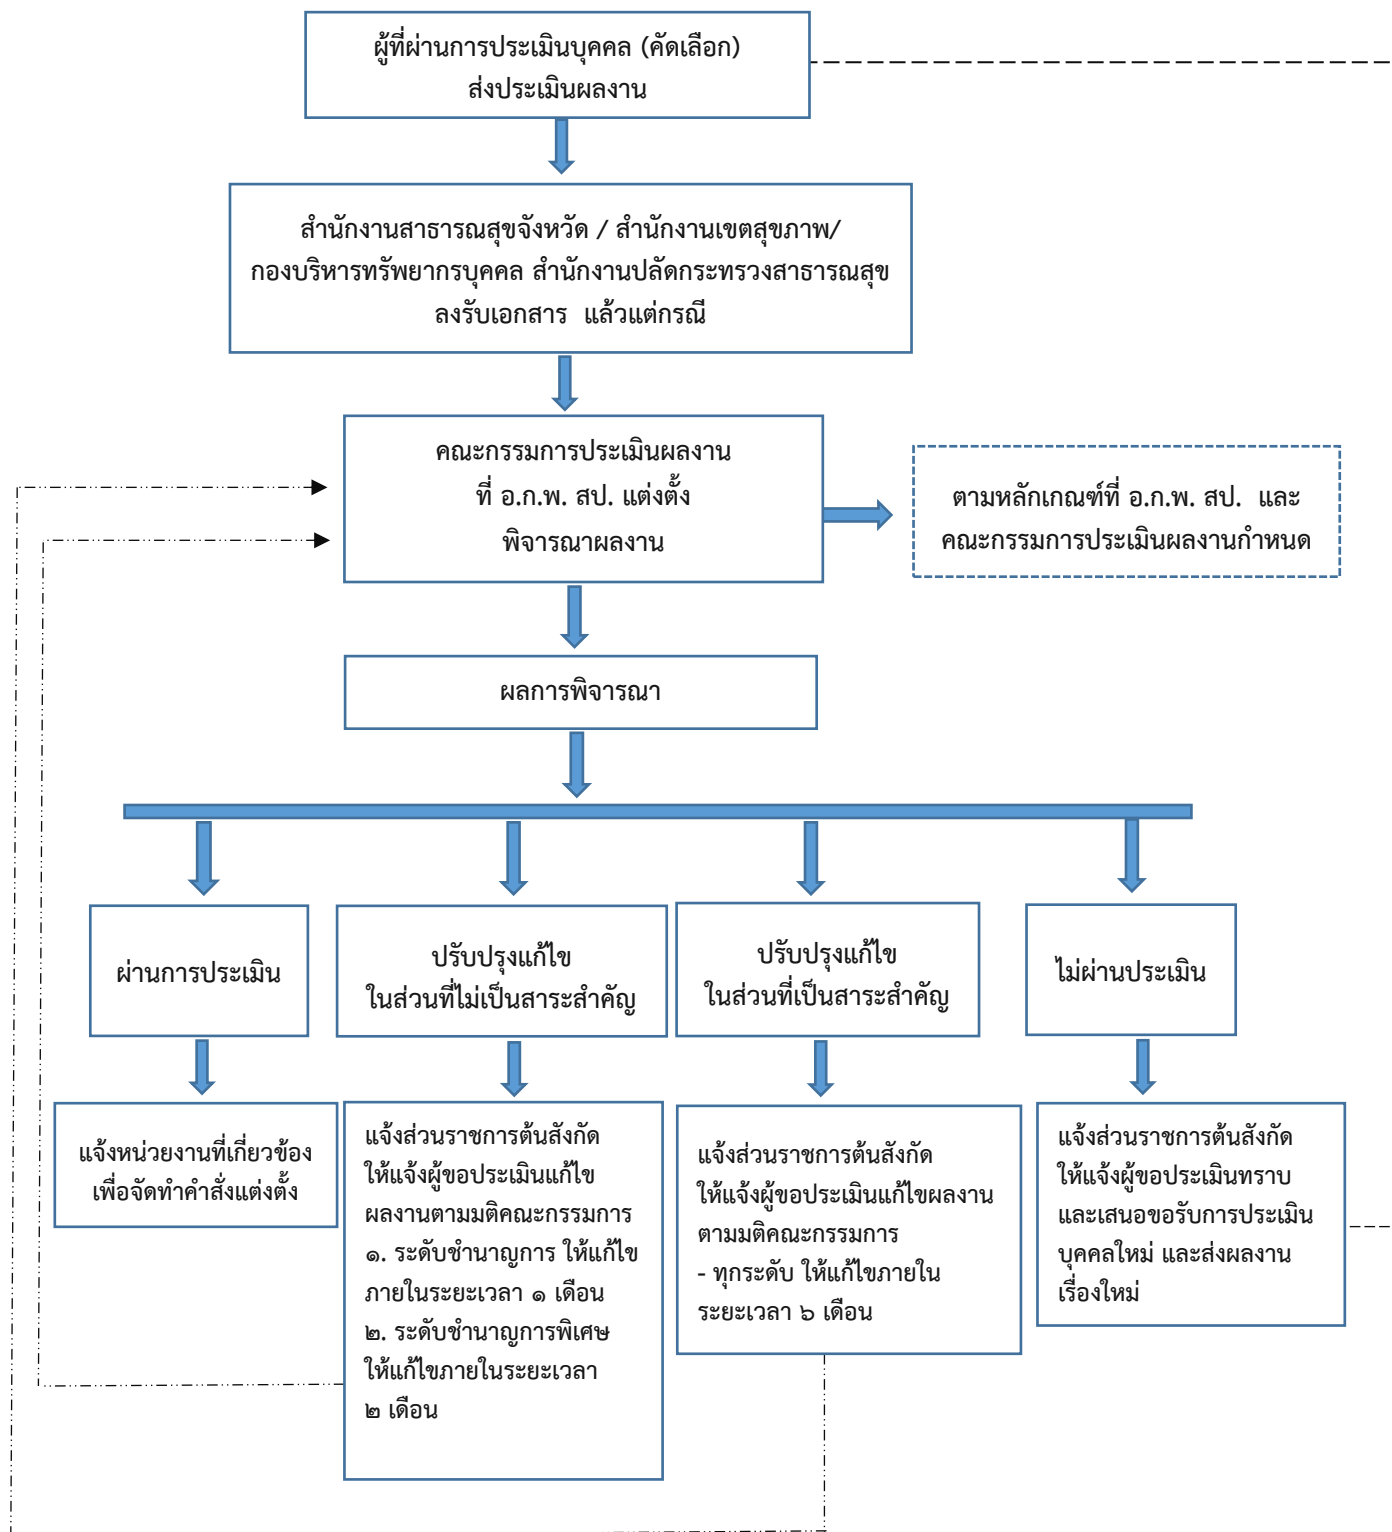 ผู้ที่ผ่านการประเมินบุคคล (คัดเลือก)
ส่งประเมินผลงาน
สำนักงานสาธารณสุขจังหวัด / สำนักงานเขตสุขภาพ/
กองบริหารทรัพยากรบุคคล สำนักงานปลัดกระทรวงสาธารณสุข
ลงรับเอกสาร แล้วแต่กรณี
คณะกรรมการประเมินผลงาน
ที่ อ.ก.พ. สป. แต่งตั้ง
พิจารณาผลงาน
ตามหลักเกณฑ์ที่ อ.ก.พ. สป. และ
คณะกรรมการประเมินผลงานกำหนด
ผลการพิจารณา
ผ่านการประเมิน
ปรับปรุงแก้ไข
ในส่วนที่ไม่เป็นสาระสำคัญ
ปรับปรุงแก้ไข
ในส่วนที่เป็นสาระสำคัญ
ไม่ผ่านประเมิน
แจ้งหน่วยงานที่เกี่ยวข้อง
เพื่อจัดทำคำสั่งแต่งตั้ง
แจ้งส่วนราชการต้นสังกัด
ให้แจ้งผู้ขอประเมินแก้ไข
ผลงานตามมติคณะกรรมการ
๑. ระดับชำนาญการ ให้แก้ไข
ภายในระยะเวลา ๑ เดือน
๒. ระดับชำนาญการพิเศษ
ให้แก้ไขภายในระยะเวลา
๒ เดือน
แจ้งส่วนราชการต้นสังกัด
ให้แจ้งผู้ขอประเมินแก้ไขผลงาน
ตามมติคณะกรรมการ
- ทุกระดับ ให้แก้ไขภายใน
ระยะเวลา ๖ เดือน
แจ้งส่วนราชการต้นสังกัด
ให้แจ้งผู้ขอประเมินทราบ
และเสนอขอรับการประเมิน
บุคคลใหม่ และส่งผลงาน
เรื่องใหม่